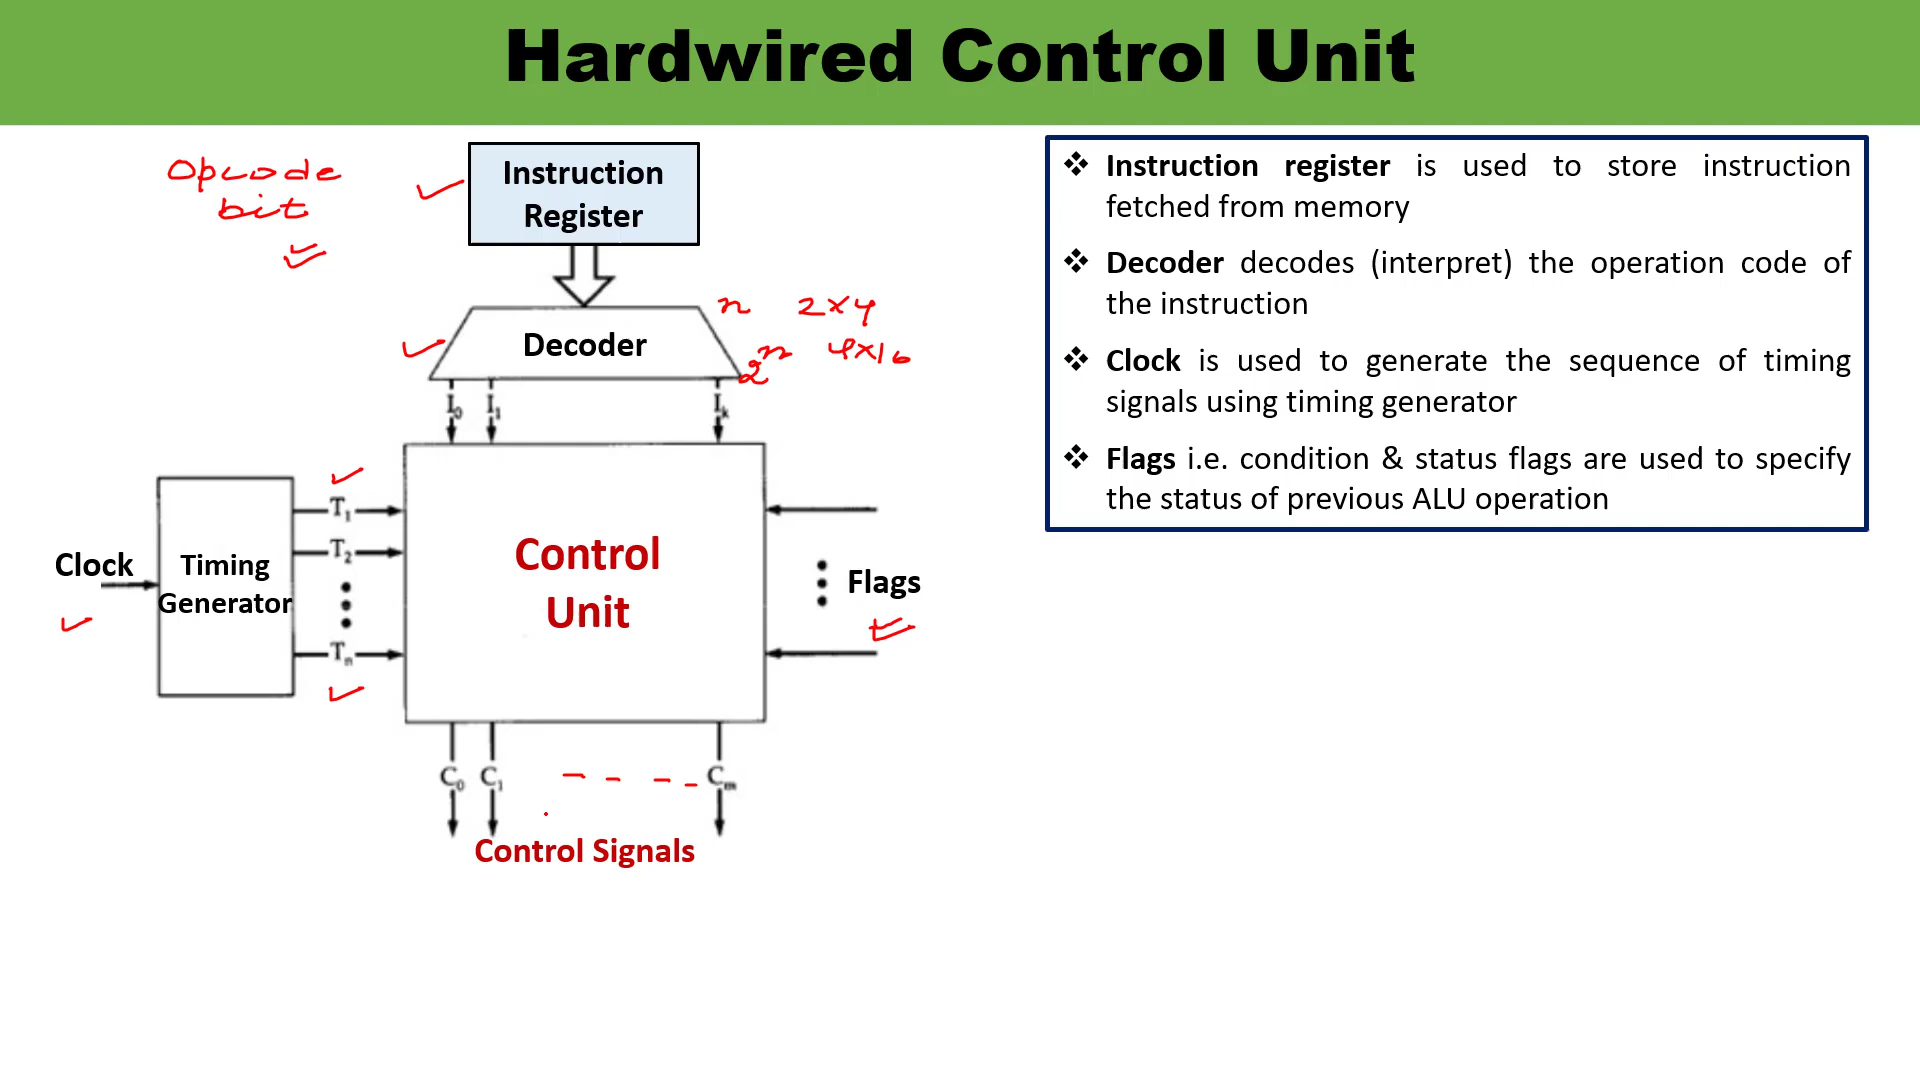 Hardwired Control Unit
Opcode
bit
Instruction
Register
n 2x4
Decoder
2ⁿ 4x16
I₀ I₁ Iₖ
T₁
T₂
Clock
Timing
Generator
Tₙ
Control
Unit
Flags
C₀ C₁ Cₘ
Control Signals
❖ Instruction register is used to store instruction
fetched from memory
❖ Decoder decodes (interpret) the operation code of
the instruction
❖ Clock is used to generate the sequence of timing
signals using timing generator
❖ Flags i.e. condition & status flags are used to specify
the status of previous ALU operation